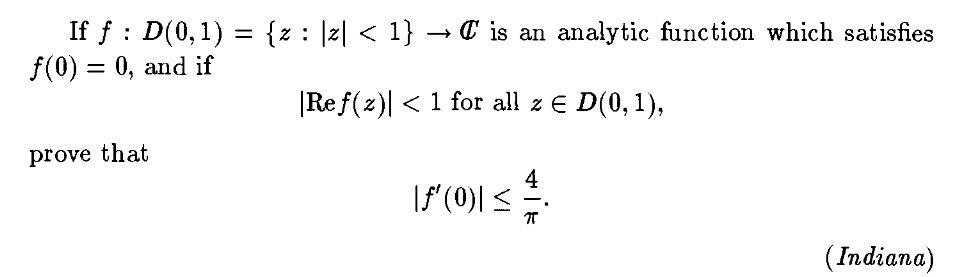 If f : D(0,1) = {z : |z| < 1} → ℂ is an analytic function which satisfies
f(0) = 0, and if
|Ref(z)| < 1 for all z ∈ D(0,1),
prove that
|f′(0)| ≤ 4/π.
(Indiana)